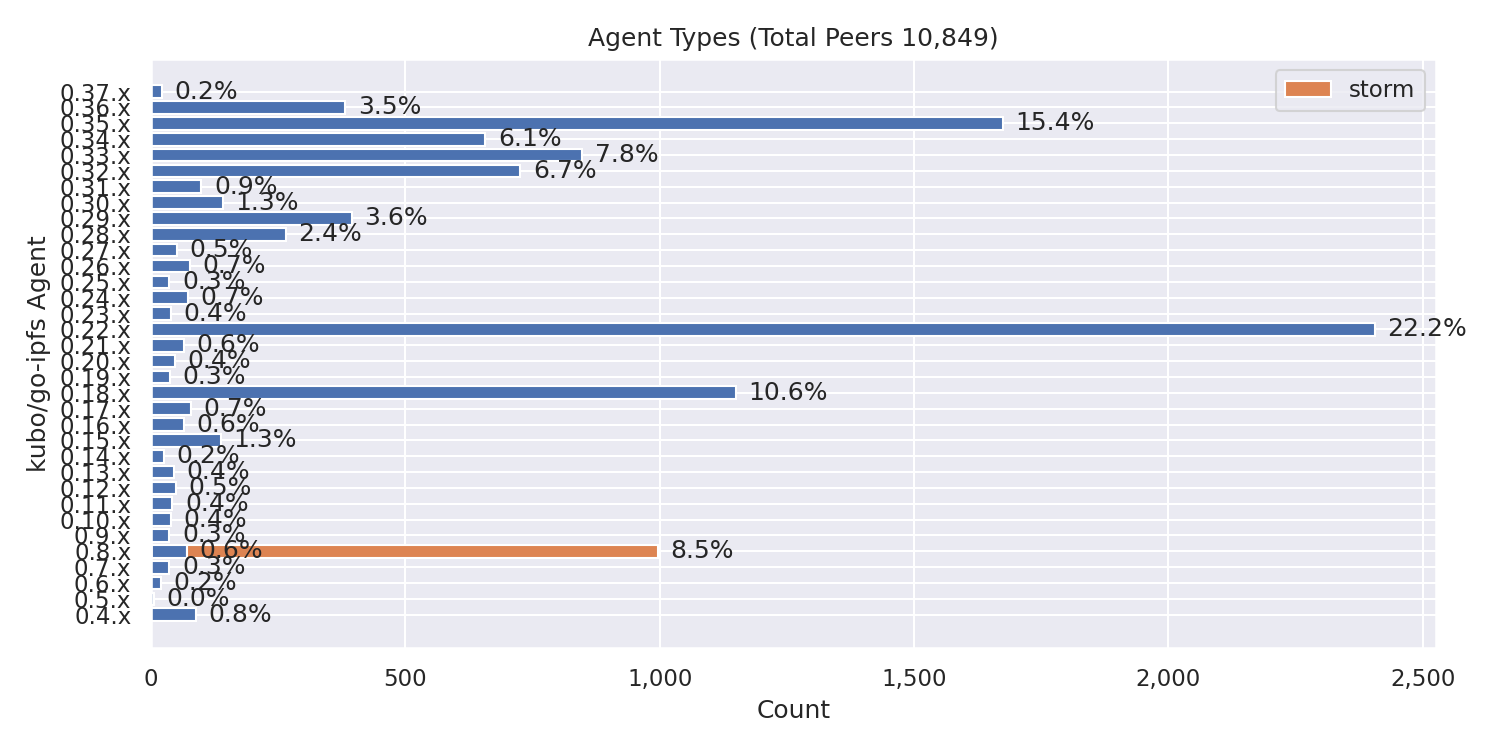 Agent Types (Total Peers 10,849)
storm
kubo/go-ipfs Agent
0.37.x 0.2%
0.36.x 3.5%
0.35.x 15.4%
0.34.x 6.1%
0.33.x 7.8%
0.32.x 6.7%
0.31.x 0.9%
0.30.x 1.3%
0.29.x 3.6%
0.28.x 2.4%
0.27.x 0.5%
0.26.x 0.7%
0.25.x 0.3%
0.24.x 0.7%
0.23.x 0.4%
0.22.x 22.2%
0.21.x 0.6%
0.20.x 0.4%
0.19.x 0.3%
0.18.x 10.6%
0.17.x 0.7%
0.16.x 0.6%
0.15.x 1.3%
0.14.x 0.2%
0.13.x 0.4%
0.12.x 0.5%
0.11.x 0.4%
0.10.x 0.4%
0.9.x 0.3%
0.8.x 0.6% 8.5%
0.7.x 0.3%
0.6.x 0.2%
0.5.x 0.0%
0.4.x 0.8%
0 500 1,000 1,500 2,000 2,500
Count